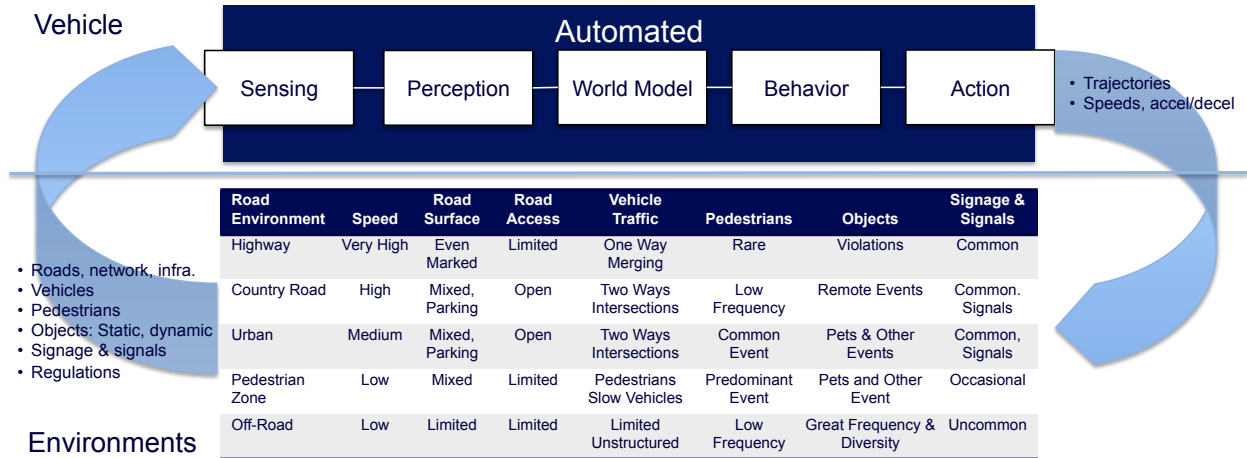 Vehicle
Automated
Sensing
Perception
World Model
Behavior
Action
• Trajectories
• Speeds, accel/decel
Road Environment Speed Road Surface Road Access Vehicle Traffic Pedestrians Objects Signage & Signals
Highway Very High Even Marked Limited One Way Merging Rare Violations Common
Country Road High Mixed, Parking Open Two Ways Intersections Low Frequency Remote Events Common. Signals
Urban Medium Mixed, Parking Open Two Ways Intersections Common Event Pets & Other Events Common, Signals
Pedestrian Zone Low Mixed Limited Pedestrians Slow Vehicles Predominant Event Pets and Other Event Occasional
Off-Road Low Limited Limited Limited Unstructured Low Frequency Great Frequency & Diversity Uncommon
• Roads, network, infra.
• Vehicles
• Pedestrians
• Objects: Static, dynamic
• Signage & signals
• Regulations
Environments